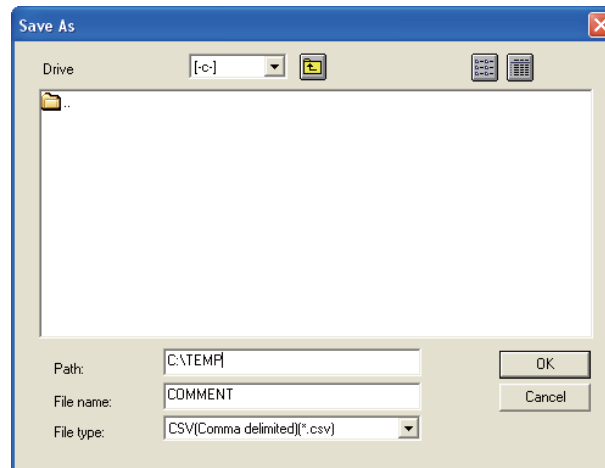 Save As
Drive [-c-]
..
Path: C:\TEMP
File name: COMMENT
File type: CSV(Comma delimited)(*.csv)
OK
Cancel